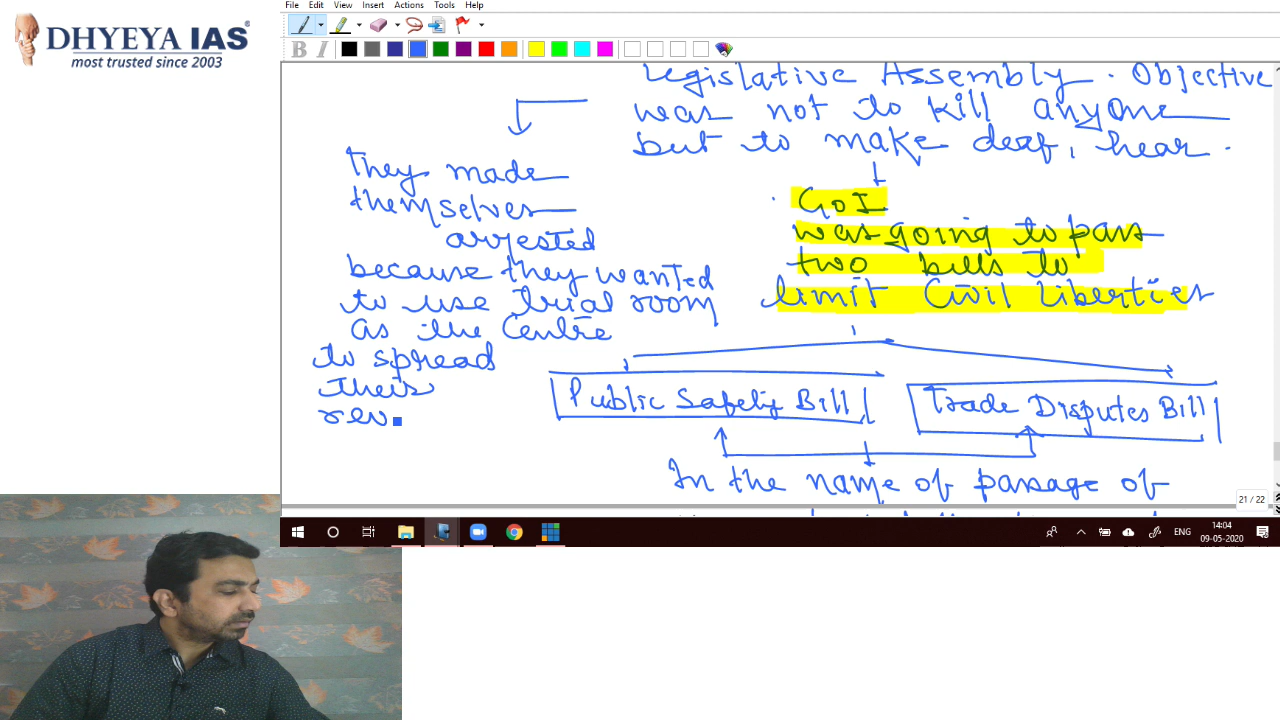 File Edit View Insert Actions Tools Help
DHYEYA IAS®
most trusted since 2003
B I
Legislative Assembly. Objective
was not to kill anyone
but to make deaf, hear.
They made
themselves
arrested
because they wanted
to use trial room
as the Centre
to spread
their
rev
GoI
was going to pass
two bills to
limit Civil liberties
Public Safety Bill
Trade Disputes Bill
In the name of passage of
21 / 22
ENG
14:04
09-05-2020